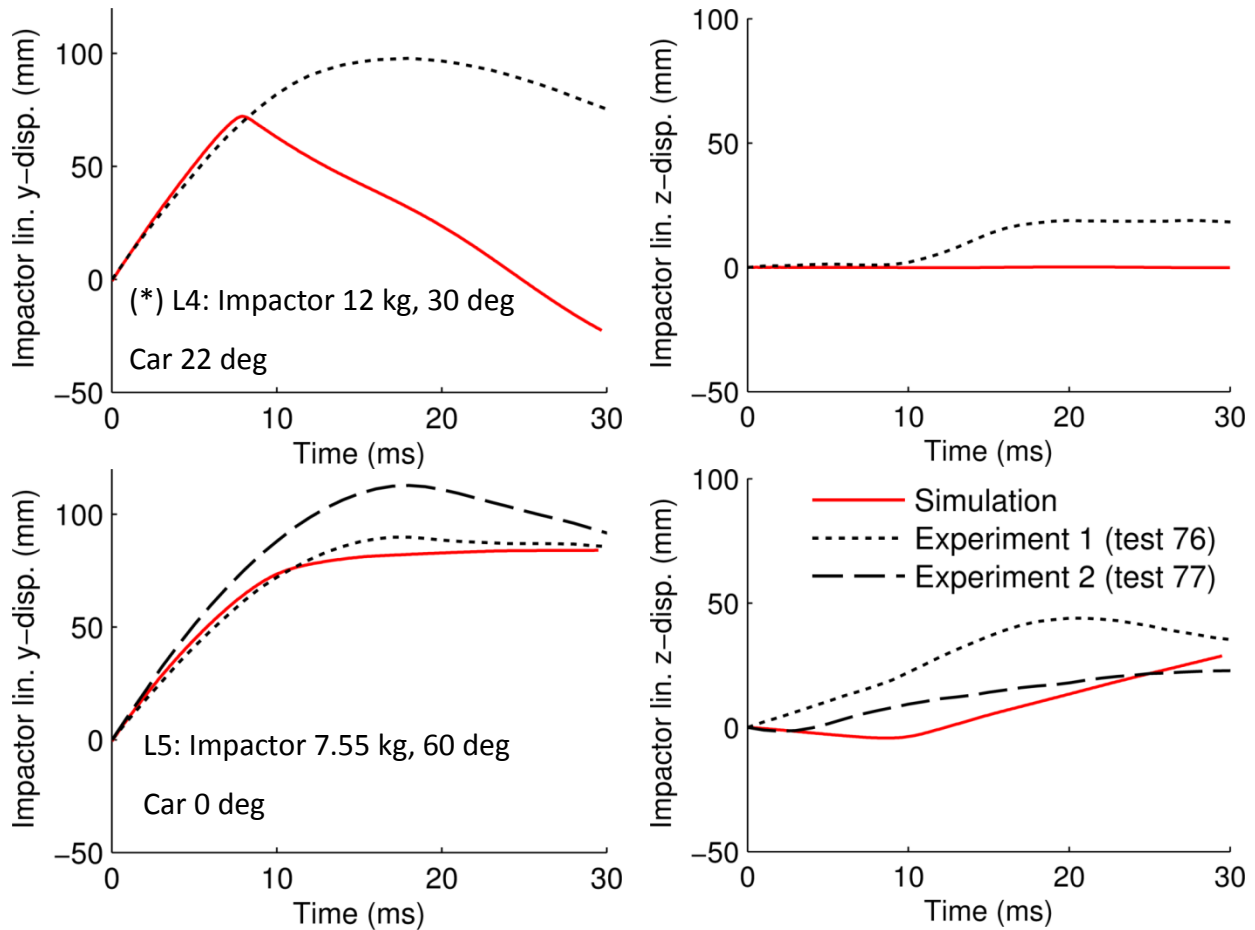 Impactor lin. y-disp. (mm)
100
50
0
−50
(*) L4: Impactor 12 kg, 30 deg
Car 22 deg
0
10
20
30
Time (ms)
Impactor lin. z-disp. (mm)
100
50
0
−50
0
10
20
30
Time (ms)
Impactor lin. y-disp. (mm)
100
50
0
−50
L5: Impactor 7.55 kg, 60 deg
Car 0 deg
0
10
20
30
Time (ms)
Impactor lin. z-disp. (mm)
100
50
0
−50
Simulation
Experiment 1 (test 76)
Experiment 2 (test 77)
0
10
20
30
Time (ms)